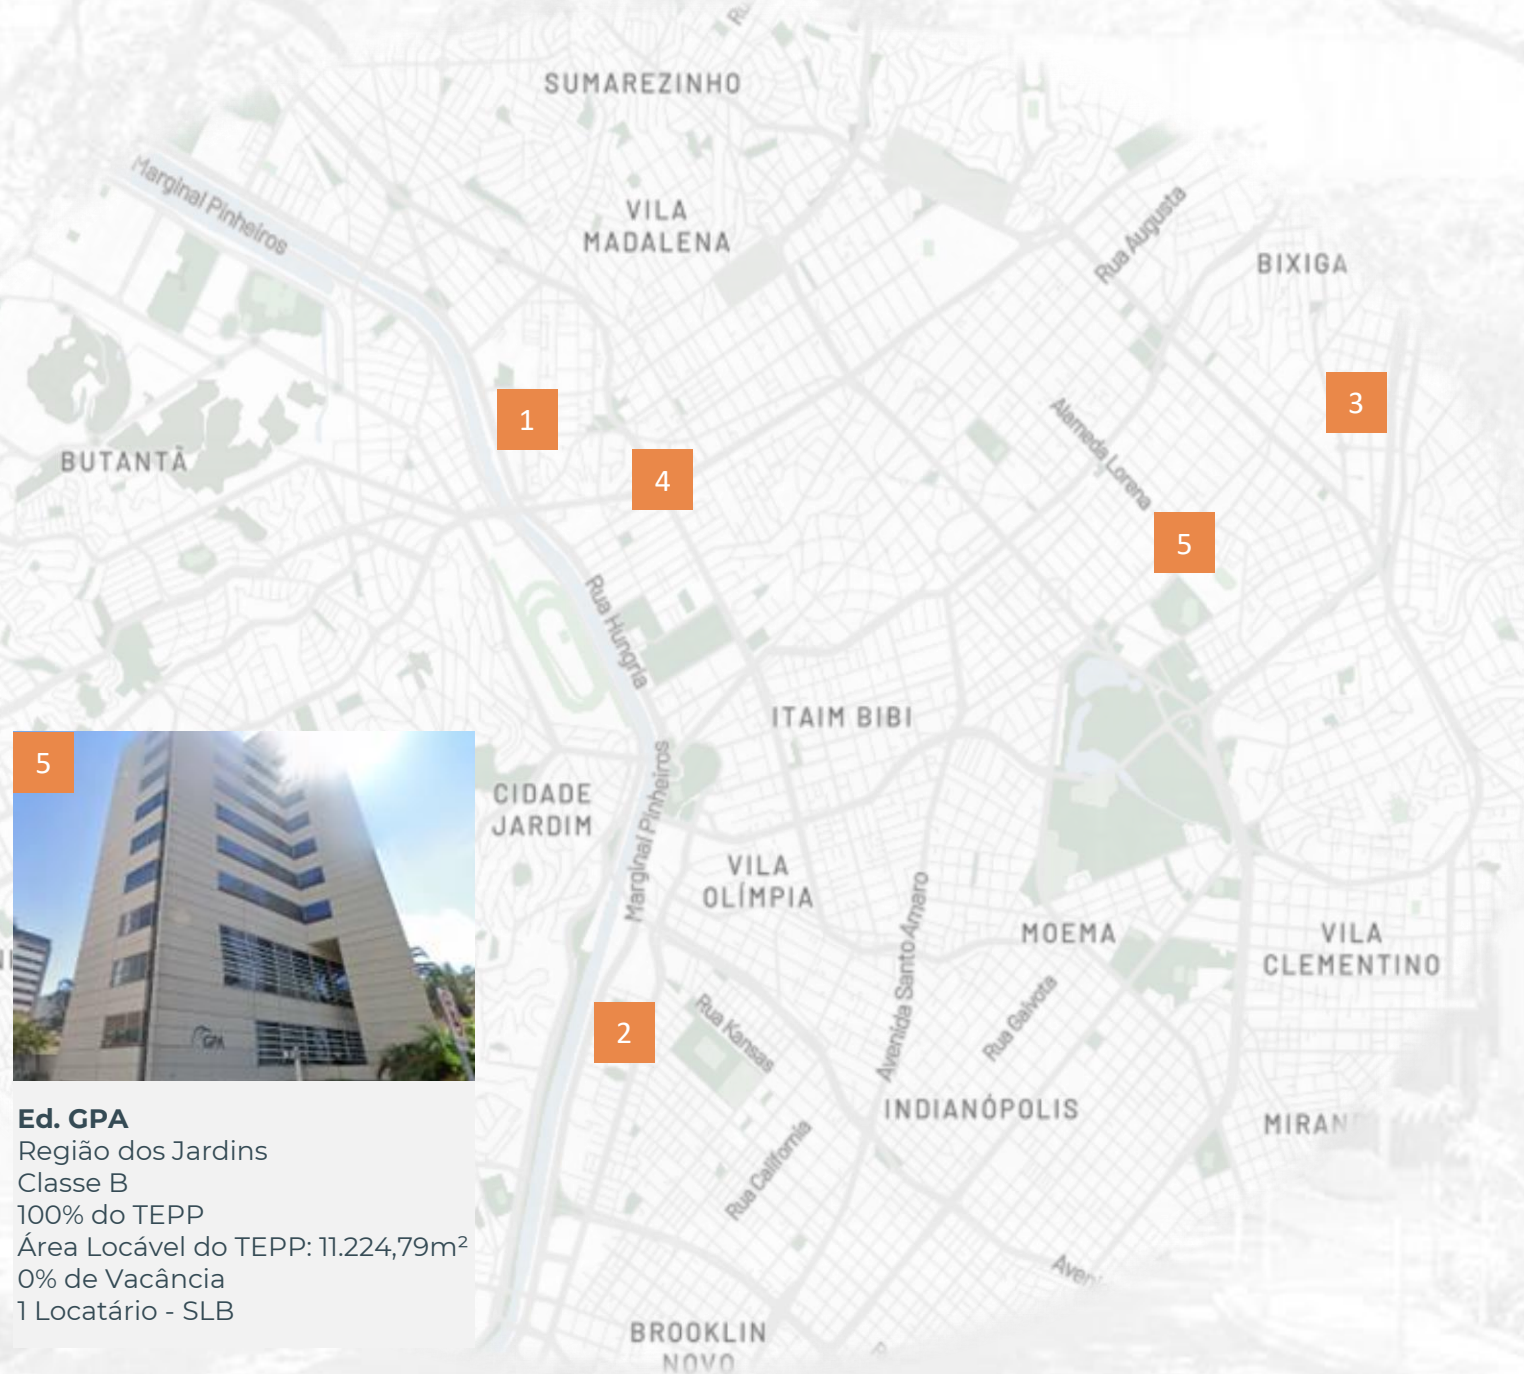 SUMAREZINHO
Marginal Pinheiros
VILA
MADALENA
Rua Augusta
BIXIGA
1
3
Alameda Lorena
BUTANTÃ
4
5
Rua Hungria
ITAIM BIBI
5
CIDADE
JARDIM
Marginal Pinheiros
VILA
OLÍMPIA
Avenida Santo Amaro
MOEMA
VILA
CLEMENTINO
2
Rua Kansas
Rua Gaivota
GPA
INDIANÓPOLIS
MIRAN
Rua California
Ed. GPA
Região dos Jardins
Classe B
100% do TEPP
Área Locável do TEPP: 11.224,79m²
0% de Vacância
1 Locatário - SLB
BROOKLIN
NOVO